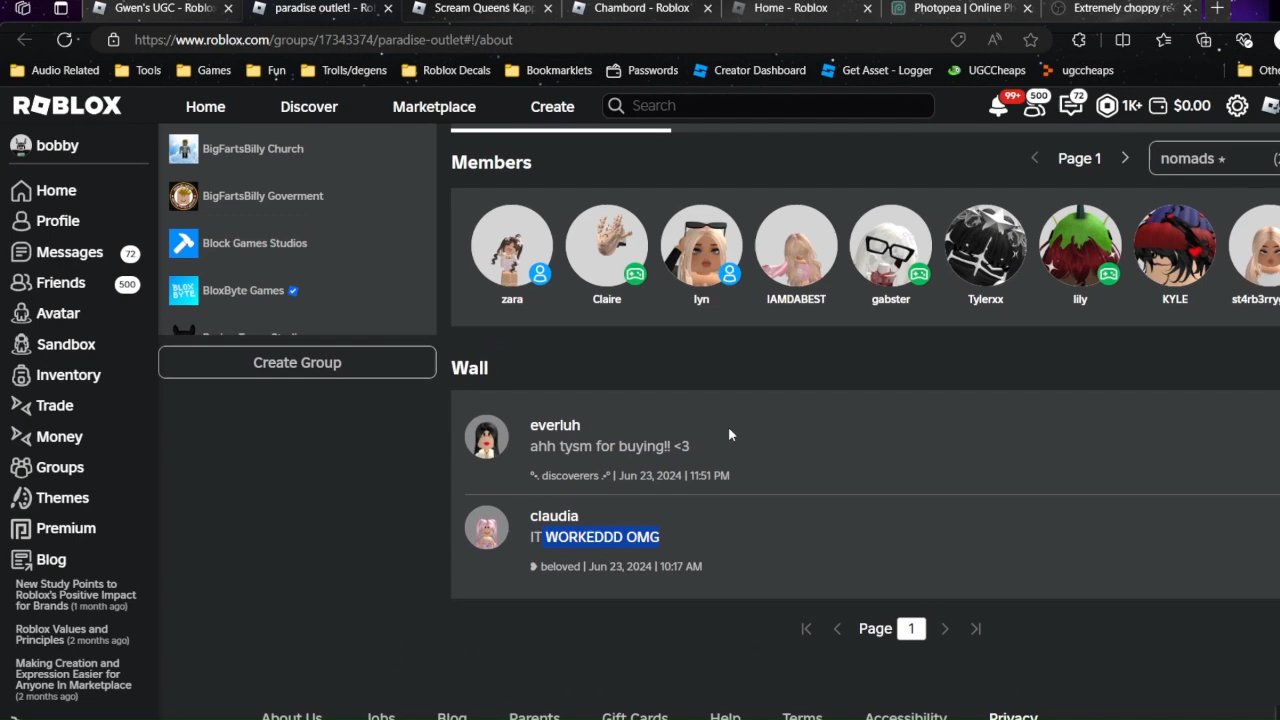 Gwen's UGC - Roblo
paradise outlet! - Ro
Scream Queens Kap
Chambord - Roblox
Home - Roblox
Photopea | Online Ph
Extremely choppy re
https://www.roblox.com/groups/17343374/paradise-outlet#!/about
Audio Related
Tools
Games
Fun
Trolls/degens
Roblox Decals
Bookmarklets
Passwords
Creator Dashboard
Get Asset - Logger
UGCCheaps
ugccheaps
Othe
ROBLOX
Home
Discover
Marketplace
Create
Search
99+
500
72
1K+
$0.00
bobby
Home
Profile
Messages 72
Friends 500
Avatar
Sandbox
Inventory
Trade
Money
Groups
Themes
Premium
Blog
New Study Points to
Roblox's Positive Impact
for Brands (1 month ago)
Roblox Values and
Principles (2 months ago)
Making Creation and
Expression Easier for
Anyone In Marketplace
(2 months ago)
BigFartsBilly Church
BigFartsBilly Goverment
Block Games Studios
BLOX
BYTE
BloxByte Games
Create Group
Members
Page 1
nomads ⋆
zara
Claire
lyn
IAMDABEST
gabster
Tylerxx
lily
KYLE
st4rb3rry
Wall
everluh
ahh tysm for buying!! <3
°•. discoverers .•° | Jun 23, 2024 | 11:51 PM
claudia
IT WORKEDDD OMG
❥ beloved | Jun 23, 2024 | 10:17 AM
Page 1
About Us
Jobs
Blog
Parents
Gift Cards
Help
Terms
Accessibility
Privacy